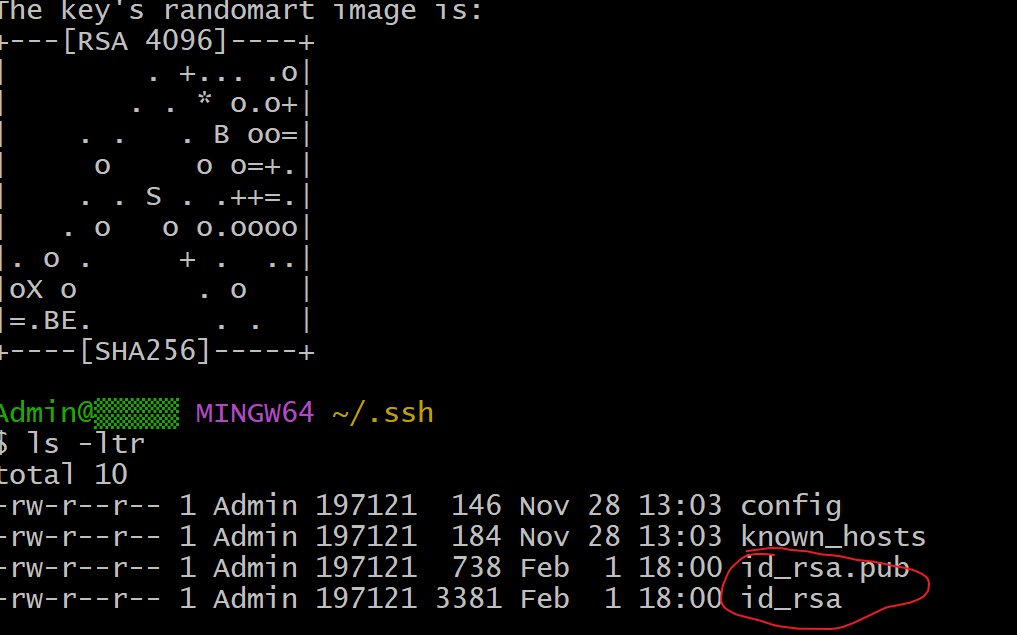 The key's randomart image is:
+---[RSA 4096]----+
|        . +... .o|
|       . . * o.o+|
|    . .   . B oo=|
|     o     o o=+.|
|    . . S . .++=.|
|   . o   o o.oooo|
|. o .     + .  ..|
|oX o       . o   |
|=.BE.       . .  |
+----[SHA256]-----+
Admin@▒▒▒▒▒ MINGW64 ~/.ssh
$ ls -ltr
total 10
-rw-r--r-- 1 Admin 197121  146 Nov 28 13:03 config
-rw-r--r-- 1 Admin 197121  184 Nov 28 13:03 known_hosts
-rw-r--r-- 1 Admin 197121  738 Feb  1 18:00 id_rsa.pub
-rw-r--r-- 1 Admin 197121 3381 Feb  1 18:00 id_rsa